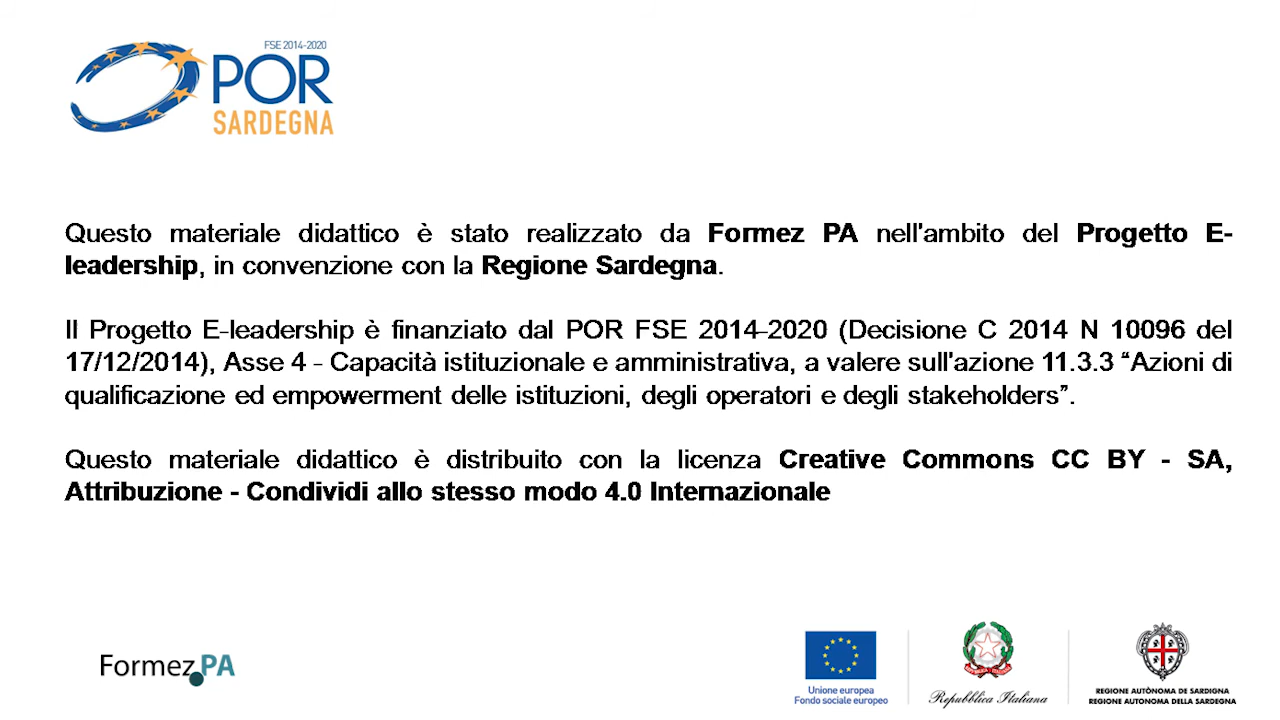 FSE 2014-2020
POR
SARDEGNA
Questo materiale didattico è stato realizzato da Formez PA nell'ambito del Progetto E-
leadership, in convenzione con la Regione Sardegna.
Il Progetto E-leadership è finanziato dal POR FSE 2014-2020 (Decisione C 2014 N 10096 del
17/12/2014), Asse 4 - Capacità istituzionale e amministrativa, a valere sull'azione 11.3.3 “Azioni di
qualificazione ed empowerment delle istituzioni, degli operatori e degli stakeholders”.
Questo materiale didattico è distribuito con la licenza Creative Commons CC BY - SA,
Attribuzione - Condividi allo stesso modo 4.0 Internazionale
Formez.PA
Unione europea
Fondo sociale europeo
Repubblica Italiana
REGIONE AUTÒNOMA DE SARDIGNA
REGIONE AUTONOMA DELLA SARDEGNA